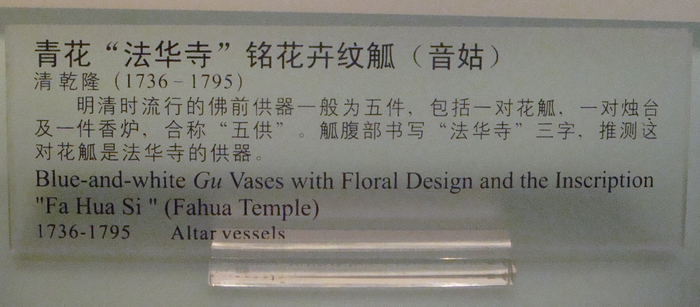 青花“法华寺”铭花卉纹觚（音姑）
清 乾隆（1736－1795）
明清时流行的佛前供器一般为五件，包括一对花觚，一对烛台
及一件香炉，合称“五供”。觚腹部书写“法华寺”三字，推测这
对花觚是法华寺的供器。
Blue-and-white Gu Vases with Floral Design and the Inscription
"Fa Hua Si " (Fahua Temple)
1736-1795 Altar vessels